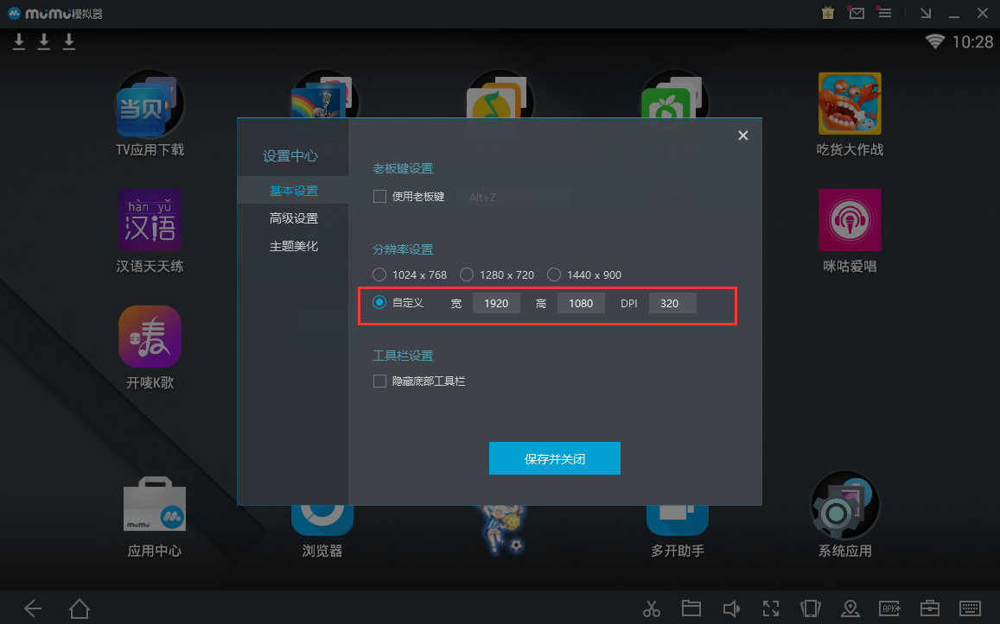 mumu模拟器
10:28
当贝
TV应用下载
吃货大作战
设置中心
基本设置
高级设置
主题美化
老板键设置
使用老板键
Alt+Z
分辨率设置
1024 x 768
1280 x 720
1440 x 900
自定义
宽
1920
高
1080
DPI
320
工具栏设置
隐藏底部工具栏
保存并关闭
hàn yǔ
汉语
汉语天天练
咪咕爱唱
唛
开唛K歌
mumu
应用中心
浏览器
多开助手
系统应用
APK+